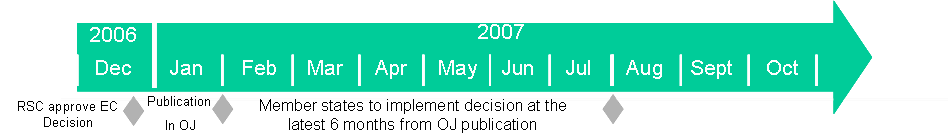 2006 2007
Dec Jan Feb Mar Apr May Jun Jul Aug Sept Oct
RSC approve EC
Decision
Publication
In OJ
Member states to implement decision at the
latest 6 months from OJ publication